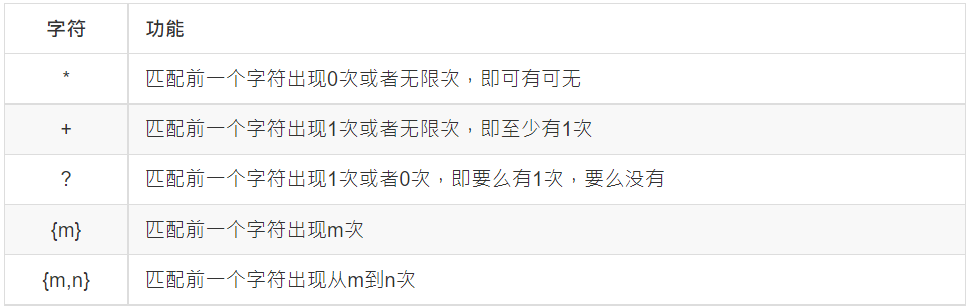 字符 功能
* 匹配前一个字符出现0次或者无限次，即可有可无
+ 匹配前一个字符出现1次或者无限次，即至少有1次
? 匹配前一个字符出现1次或者0次，即要么有1次，要么没有
{m} 匹配前一个字符出现m次
{m,n} 匹配前一个字符出现从m到n次